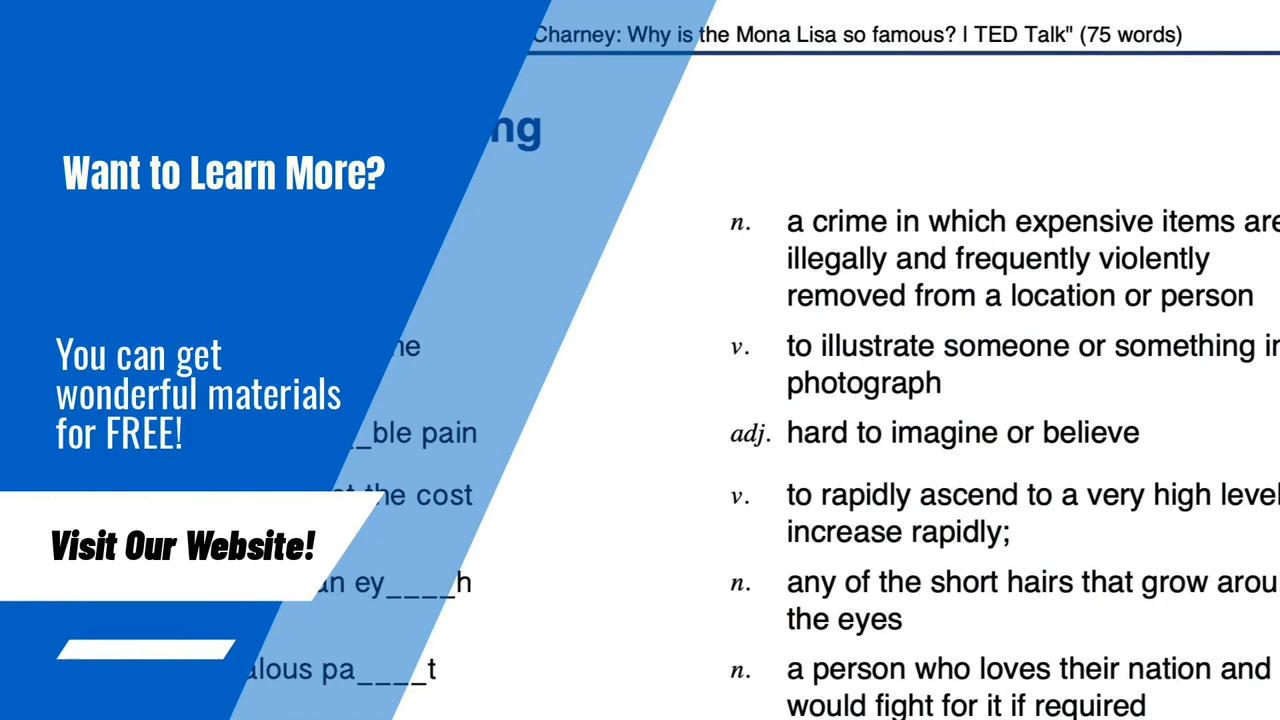 Charney: Why is the Mona Lisa so famous? | TED Talk" (75 words)
ng
Want to Learn More?
You can get
wonderful materials
for FREE!
Visit Our Website!
n. a crime in which expensive items are
illegally and frequently violently
removed from a location or person
ne v. to illustrate someone or something in
photograph
_ble pain adj. hard to imagine or believe
the cost v. to rapidly ascend to a very high level
increase rapidly;
an ey____h n. any of the short hairs that grow arou
the eyes
alous pa____t n. a person who loves their nation and
would fight for it if required